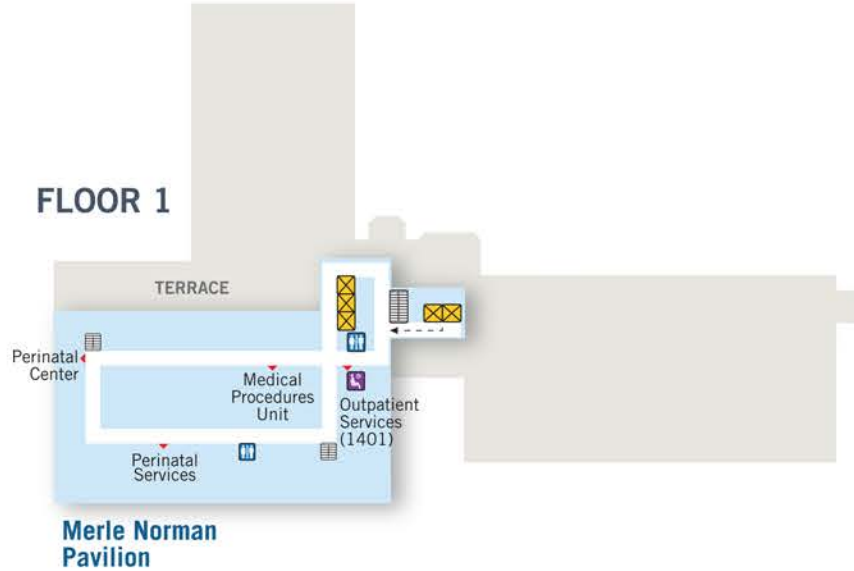 FLOOR 1
TERRACE
Perinatal
Center
Medical
Procedures
Unit
Outpatient
Services
(1401)
Perinatal
Services
Merle Norman
Pavilion